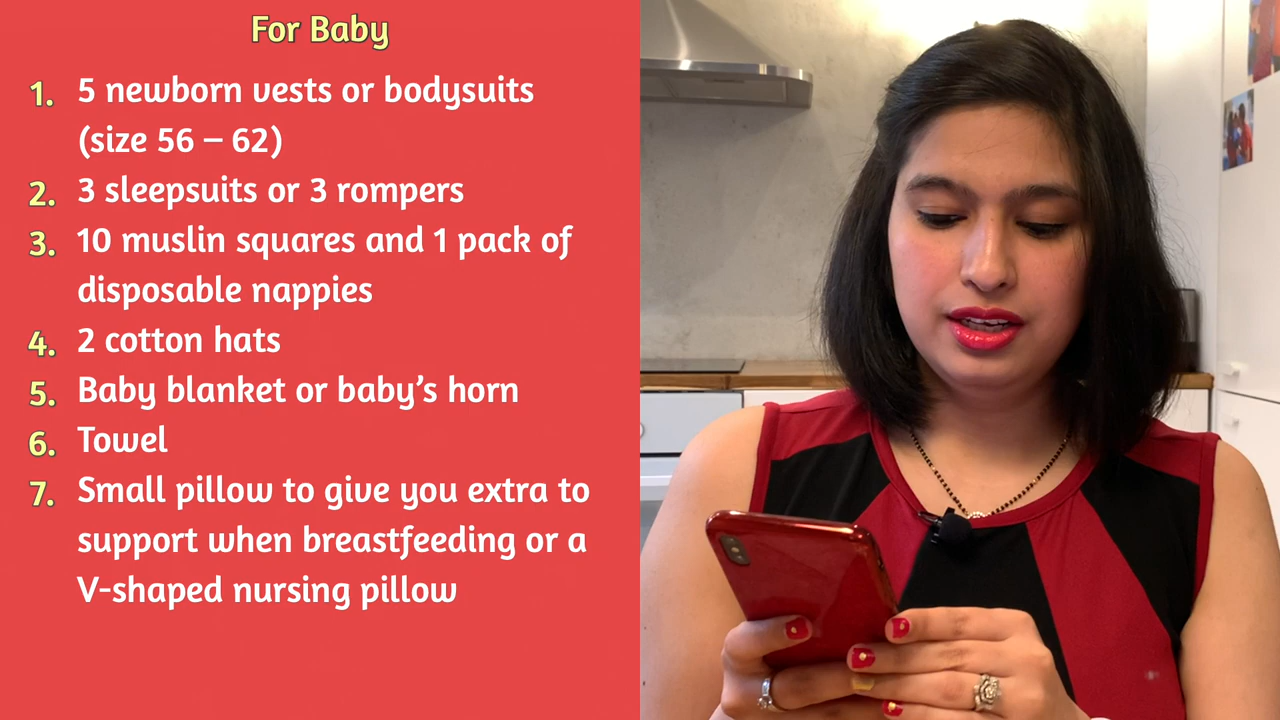 For Baby
1. 5 newborn vests or bodysuits
(size 56 – 62)
2. 3 sleepsuits or 3 rompers
3. 10 muslin squares and 1 pack of
disposable nappies
4. 2 cotton hats
5. Baby blanket or baby’s horn
6. Towel
7. Small pillow to give you extra to
support when breastfeeding or a
V-shaped nursing pillow